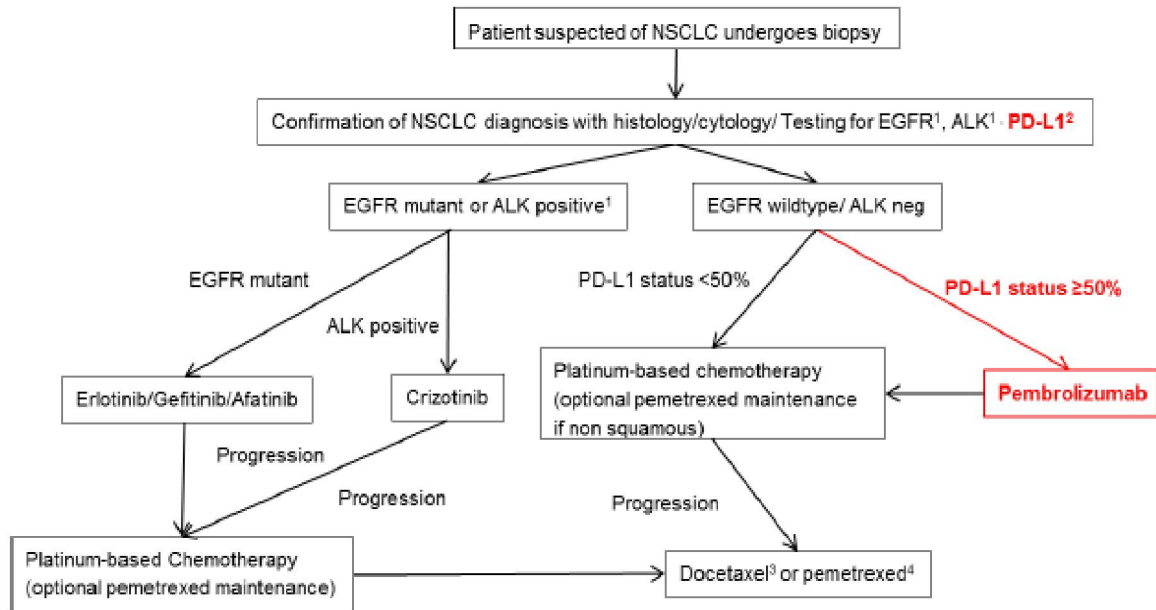 Patient suspected of NSCLC undergoes biopsy
Confirmation of NSCLC diagnosis with histology/cytology/ Testing for EGFR¹, ALK¹ · PD-L1²
EGFR mutant or ALK positive¹
EGFR wildtype/ ALK neg
EGFR mutant
ALK positive
PD-L1 status <50%
PD-L1 status ≥50%
Erlotinib/Gefitinib/Afatinib
Crizotinib
Platinum-based chemotherapy
(optional pemetrexed maintenance
if non squamous)
Pembrolizumab
Progression
Progression
Progression
Platinum-based Chemotherapy
(optional pemetrexed maintenance)
Docetaxel³ or pemetrexed⁴